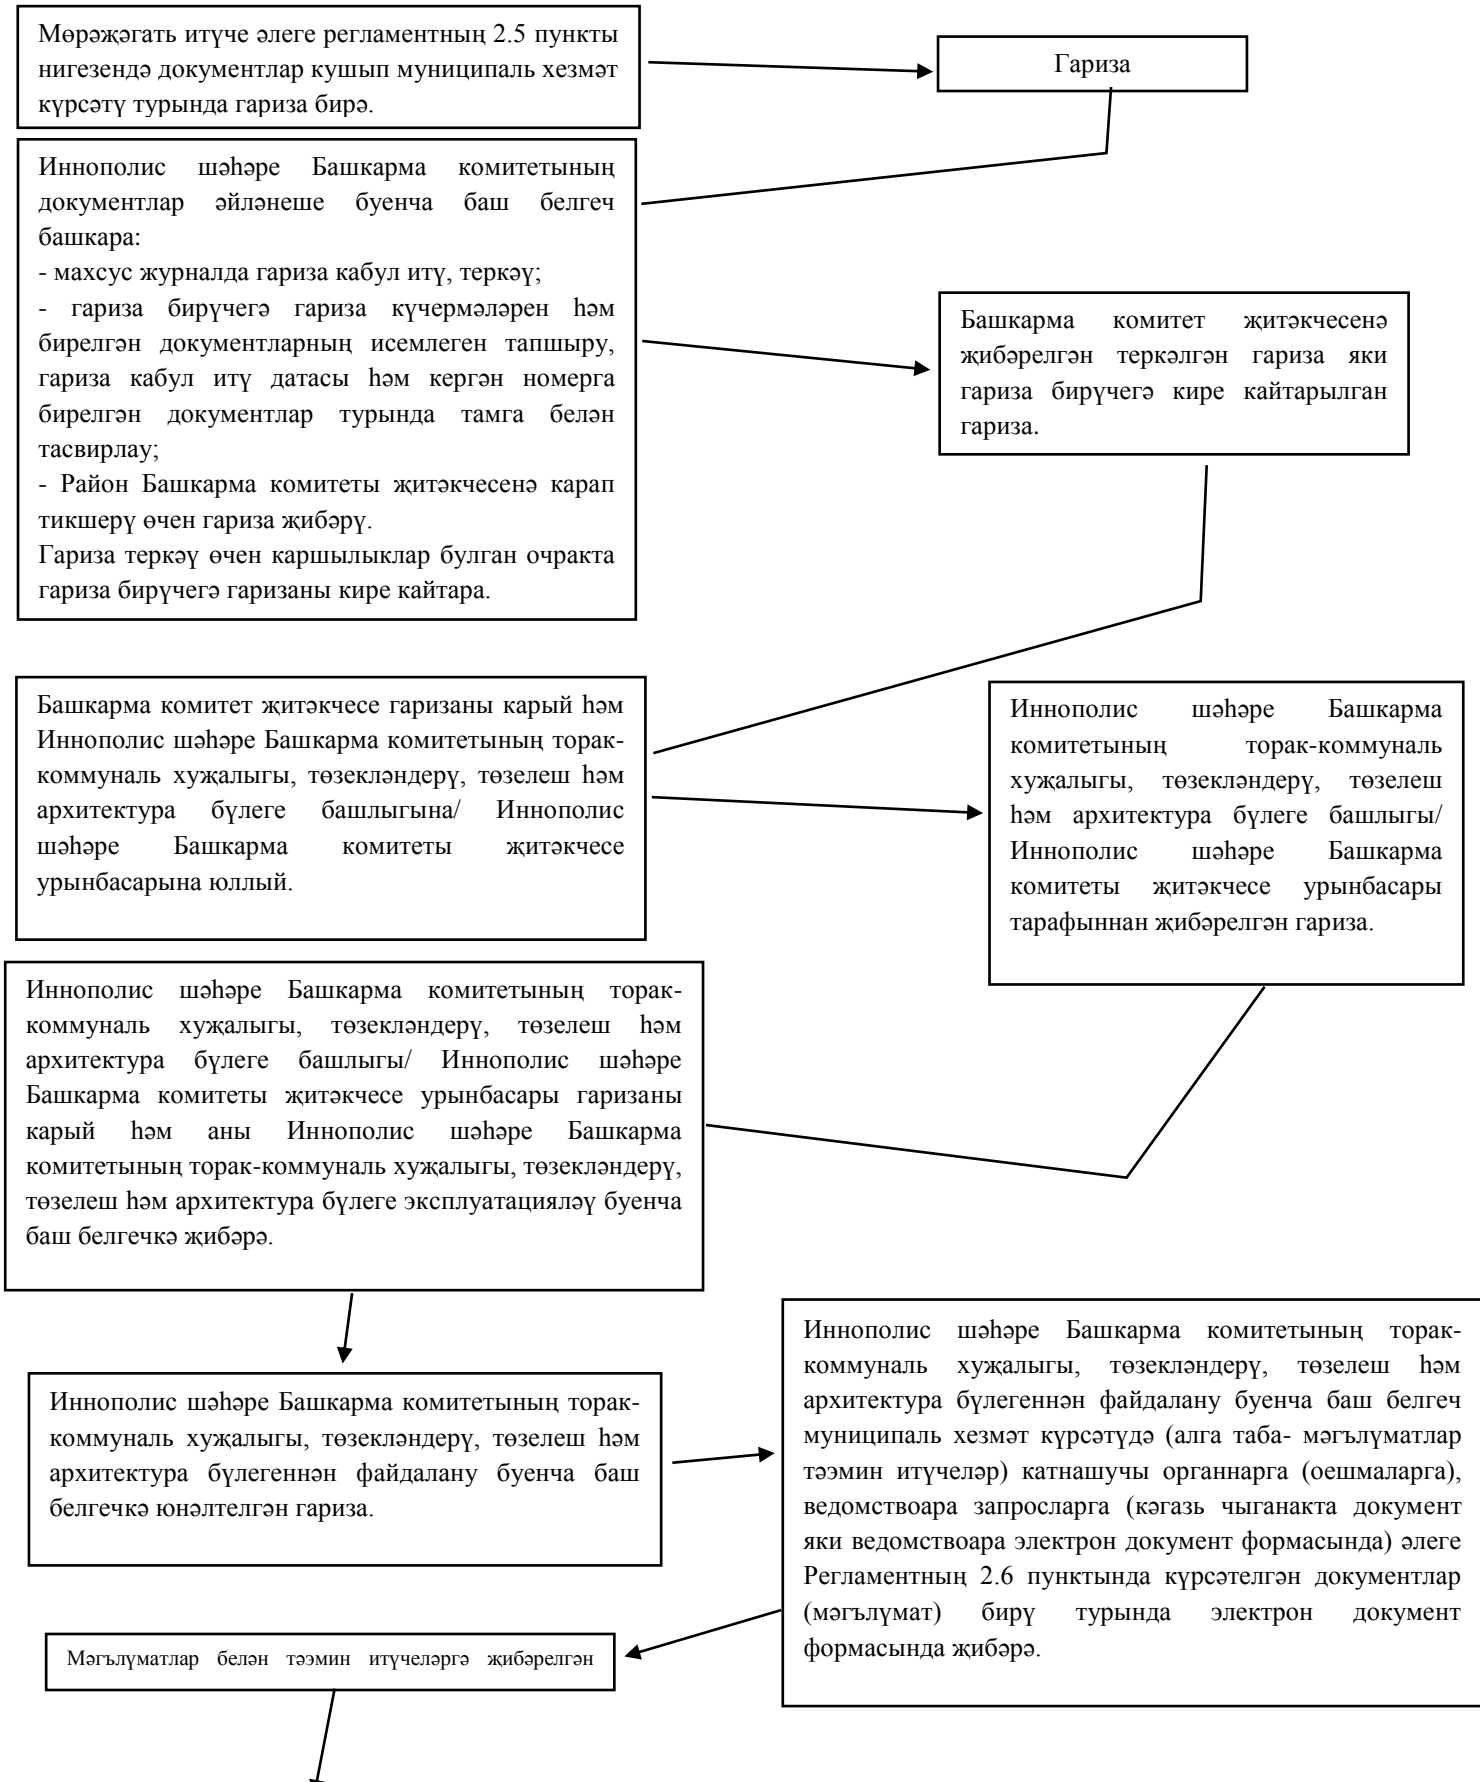 Мөрәҗәгать итүче әлеге регламентның 2.5 пункты
нигезендә документлар кушып муниципаль хезмәт
күрсәтү турында гариза бирә.
Гариза
Иннополис шәһәре Башкарма комитетының
документлар әйләнеше буенча баш белгеч
башкара:
- махсус журналда гариза кабул итү, теркәү;
- гариза бирүчегә гариза күчермәләрен һәм
бирелгән документларның исемлеген тапшыру,
гариза кабул итү датасы һәм кергән номерга
бирелгән документлар турында тамга белән
тасвирлау;
- Район Башкарма комитеты җитәкчесенә карап
тикшерү өчен гариза җибәрү.
Гариза теркәү өчен каршылыклар булган очракта
гариза бирүчегә гаризаны кире кайтара.
Башкарма комитет җитәкчесенә
җибәрелгән теркәлгән гариза яки
гариза бирүчегә кире кайтарылган
гариза.
Башкарма комитет җитәкчесе гаризаны карый һәм
Иннополис шәһәре Башкарма комитетының торак-
коммуналь хуҗалыгы, төзекләндерү, төзелеш һәм
архитектура бүлеге башлыгына/ Иннополис
шәһәре Башкарма комитеты җитәкчесе
урынбасарына юллый.
Иннополис шәһәре Башкарма
комитетының торак-коммуналь
хуҗалыгы, төзекләндерү, төзелеш
һәм архитектура бүлеге башлыгы/
Иннополис шәһәре Башкарма
комитеты җитәкчесе урынбасары
тарафыннан җибәрелгән гариза.
Иннополис шәһәре Башкарма комитетының торак-
коммуналь хуҗалыгы, төзекләндерү, төзелеш һәм
архитектура бүлеге башлыгы/ Иннополис шәһәре
Башкарма комитеты җитәкчесе урынбасары гаризаны
карый һәм аны Иннополис шәһәре Башкарма
комитетының торак-коммуналь хуҗалыгы, төзекләндерү,
төзелеш һәм архитектура бүлеге эксплуатацияләү буенча
баш белгечкә җибәрә.
Иннополис шәһәре Башкарма комитетының торак-
коммуналь хуҗалыгы, төзекләндерү, төзелеш һәм
архитектура бүлегеннән файдалану буенча баш
белгечкә юнәлтелгән гариза.
Иннополис шәһәре Башкарма комитетының торак-
коммуналь хуҗалыгы, төзекләндерү, төзелеш һәм
архитектура бүлегеннән файдалану буенча баш белгеч
муниципаль хезмәт күрсәтүдә (алга таба- мәгълүматлар
тәэмин итүчеләр) катнашучы органнарга (оешмаларга),
ведомствоара запросларга (кәгазь чыганакта документ
яки ведомствоара электрон документ формасында) әлеге
Регламентның 2.6 пунктында күрсәтелгән документлар
(мәгълүмат) бирү турында электрон документ
формасында җибәрә.
Мәгълүматлар белән тәэмин итүчеләргә җибәрелгән